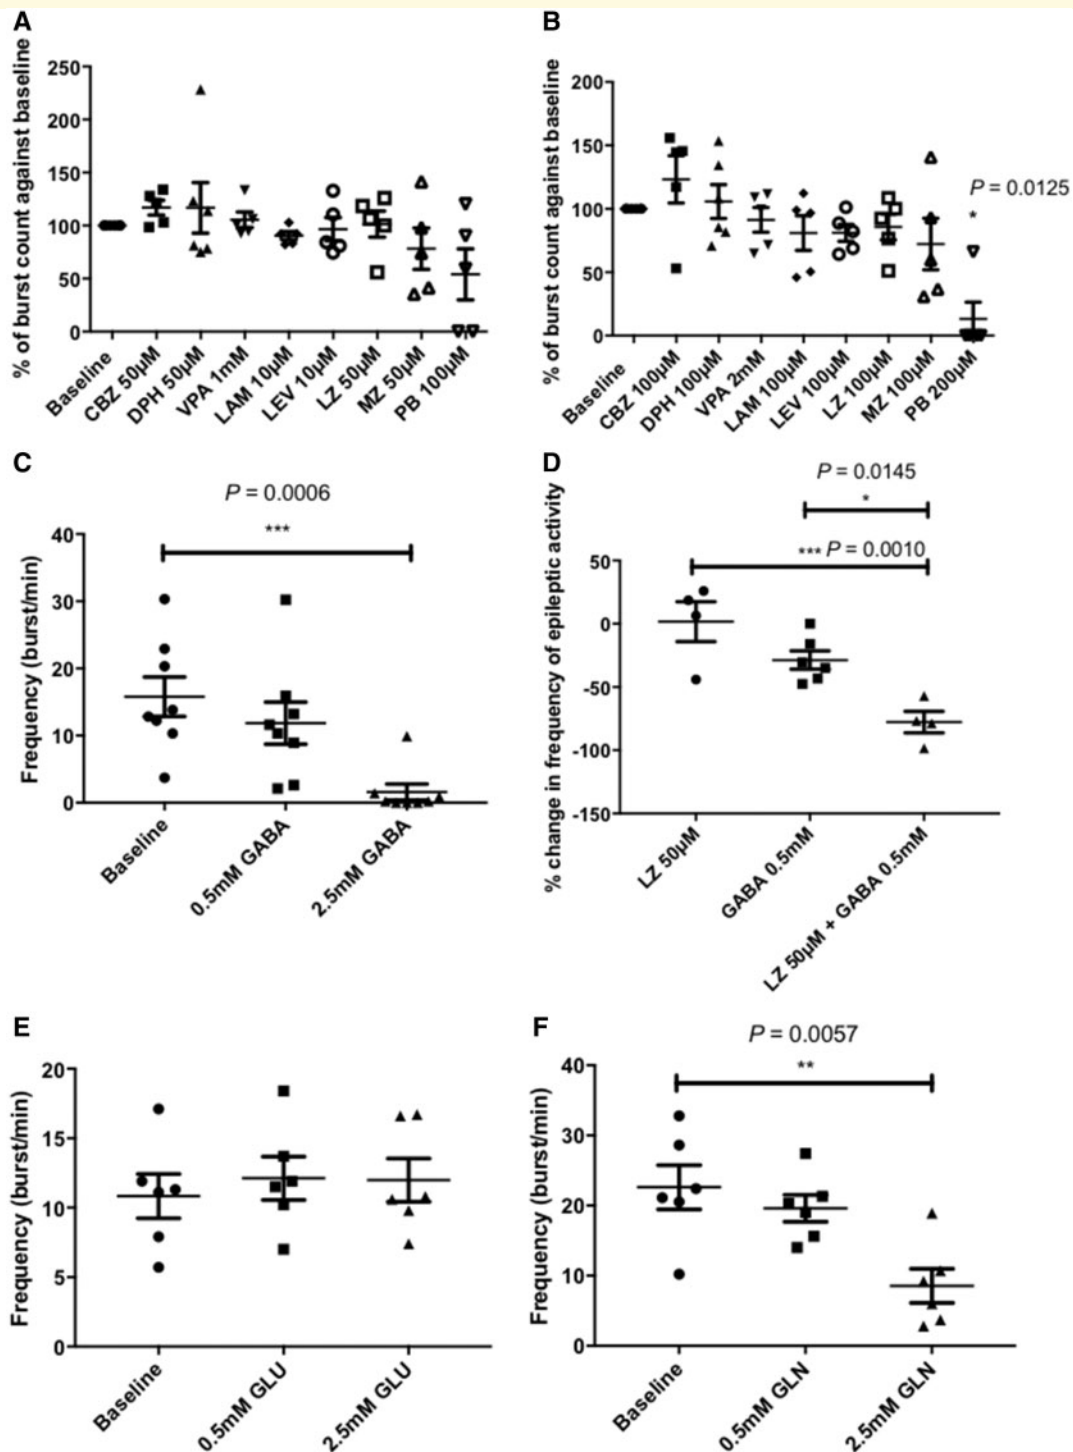 A
% of burst count against baseline
250
200
150
100
50
0
Baseline
CBZ 50µM
DPH 50µM
VPA 1mM
LAM 10µM
LEV 10µM
LZ 50µM
MZ 50µM
PB 100µM
B
% of burst count against baseline
200
150
100
50
0
P = 0.0125
*
Baseline
CBZ 100µM
DPH 100µM
VPA 2mM
LAM 100µM
LEV 100µM
LZ 100µM
MZ 100µM
PB 200µM
C
P = 0.0006
***
Frequency (burst/min)
40
30
20
10
0
Baseline
0.5mM GABA
2.5mM GABA
D
P = 0.0145
*
*** P = 0.0010
% change in frequency of epileptic activity
50
0
-50
-100
-150
LZ 50µM
GABA 0.5mM
LZ 50µM + GABA 0.5mM
E
Frequency (burst/min)
20
15
10
5
0
Baseline
0.5mM GLU
2.5mM GLU
F
P = 0.0057
**
Frequency (burst/min)
40
30
20
10
0
Baseline
0.5mM GLN
2.5mM GLN